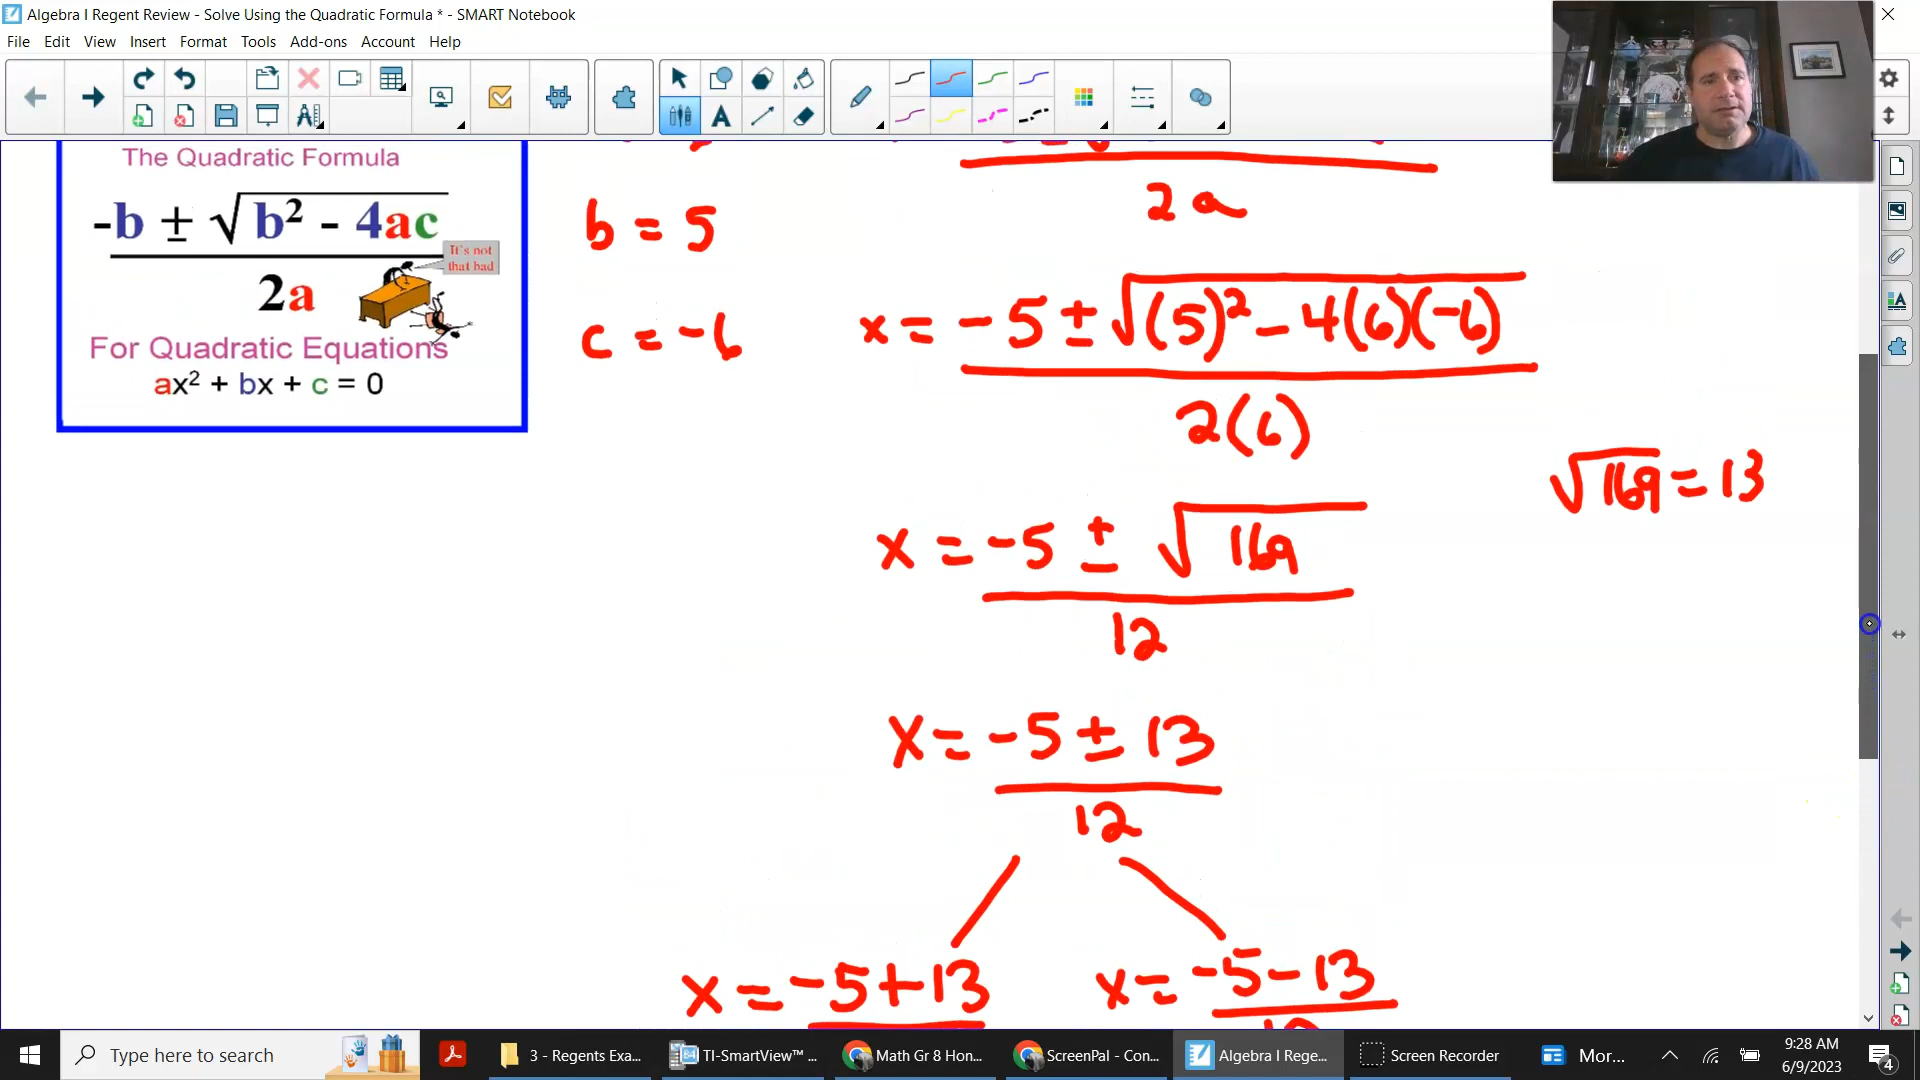 Algebra I Regent Review - Solve Using the Quadratic Formula * - SMART Notebook
File Edit View Insert Format Tools Add-ons Account Help
The Quadratic Formula
-b ± √b² - 4ac
2a
It's not
that bad
For Quadratic Equations
ax² + bx + c = 0
b = 5
c = -6
2a
x = -5 ± √(5)² - 4(6)(-6)
2(6)
√169 = 13
x = -5 ± √169
12
x = -5 ± 13
12
x = -5 + 13
x = -5 - 13
Type here to search
3 - Regents Exa...
TI-SmartView™ ...
Math Gr 8 Hon...
ScreenPal - Con...
Algebra I Rege...
Screen Recorder
Mor...
9:28 AM
6/9/2023
4